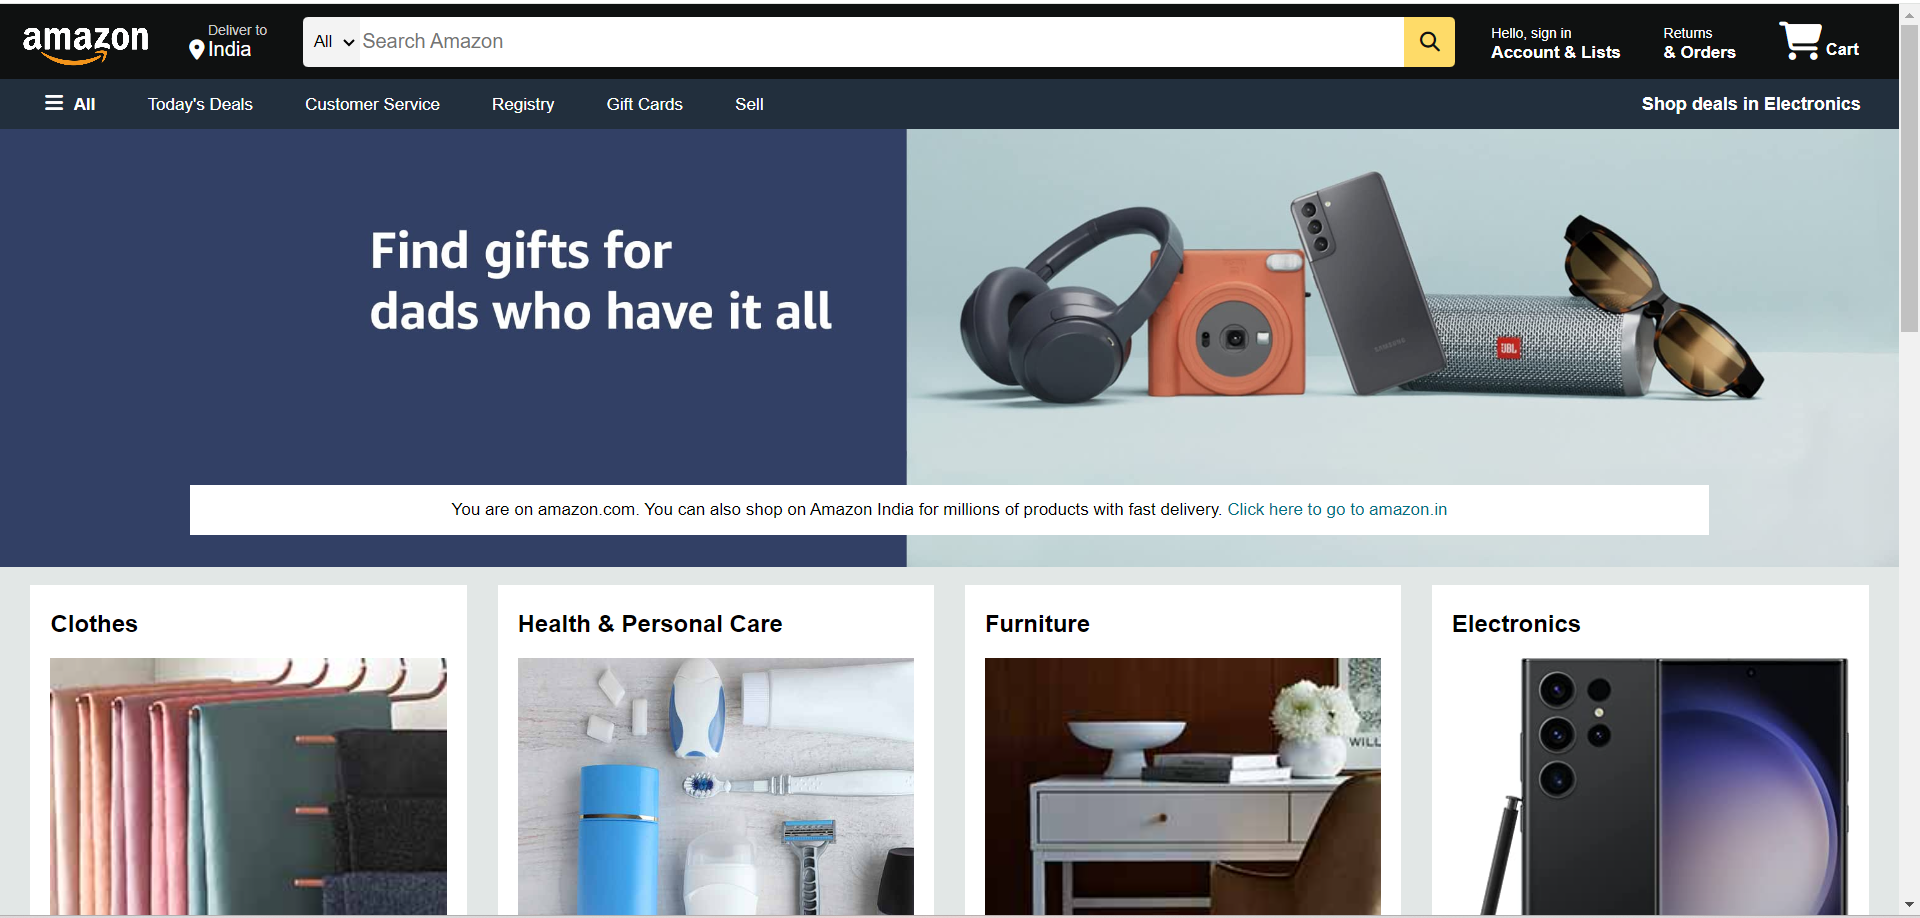 amazon
Deliver to
India
All
Search Amazon
Hello, sign in
Account & Lists
Returns
& Orders
Cart
All
Today's Deals
Customer Service
Registry
Gift Cards
Sell
Shop deals in Electronics
Find gifts for
dads who have it all
SAMSUNG
JBL
You are on amazon.com. You can also shop on Amazon India for millions of products with fast delivery. Click here to go to amazon.in
Clothes
Health & Personal Care
Furniture
Electronics
WILL